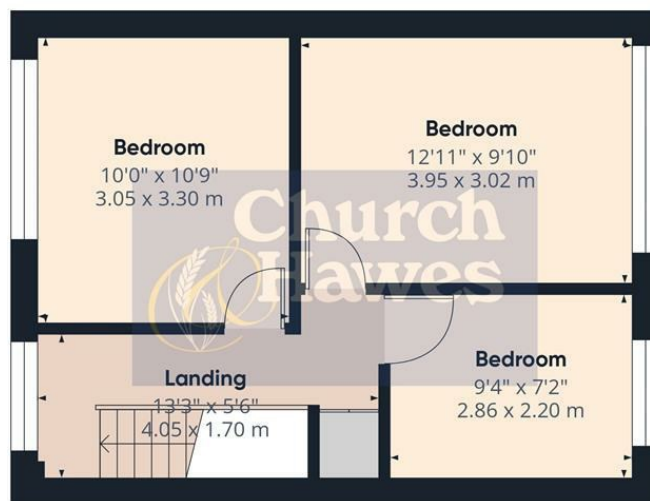 Bedroom
10'0" x 10'9"
3.05 x 3.30 m
Bedroom
12'11" x 9'10"
3.95 x 3.02 m
Church
& Hawes
Landing
13'3" x 5'6"
4.05 x 1.70 m
Bedroom
9'4" x 7'2"
2.86 x 2.20 m